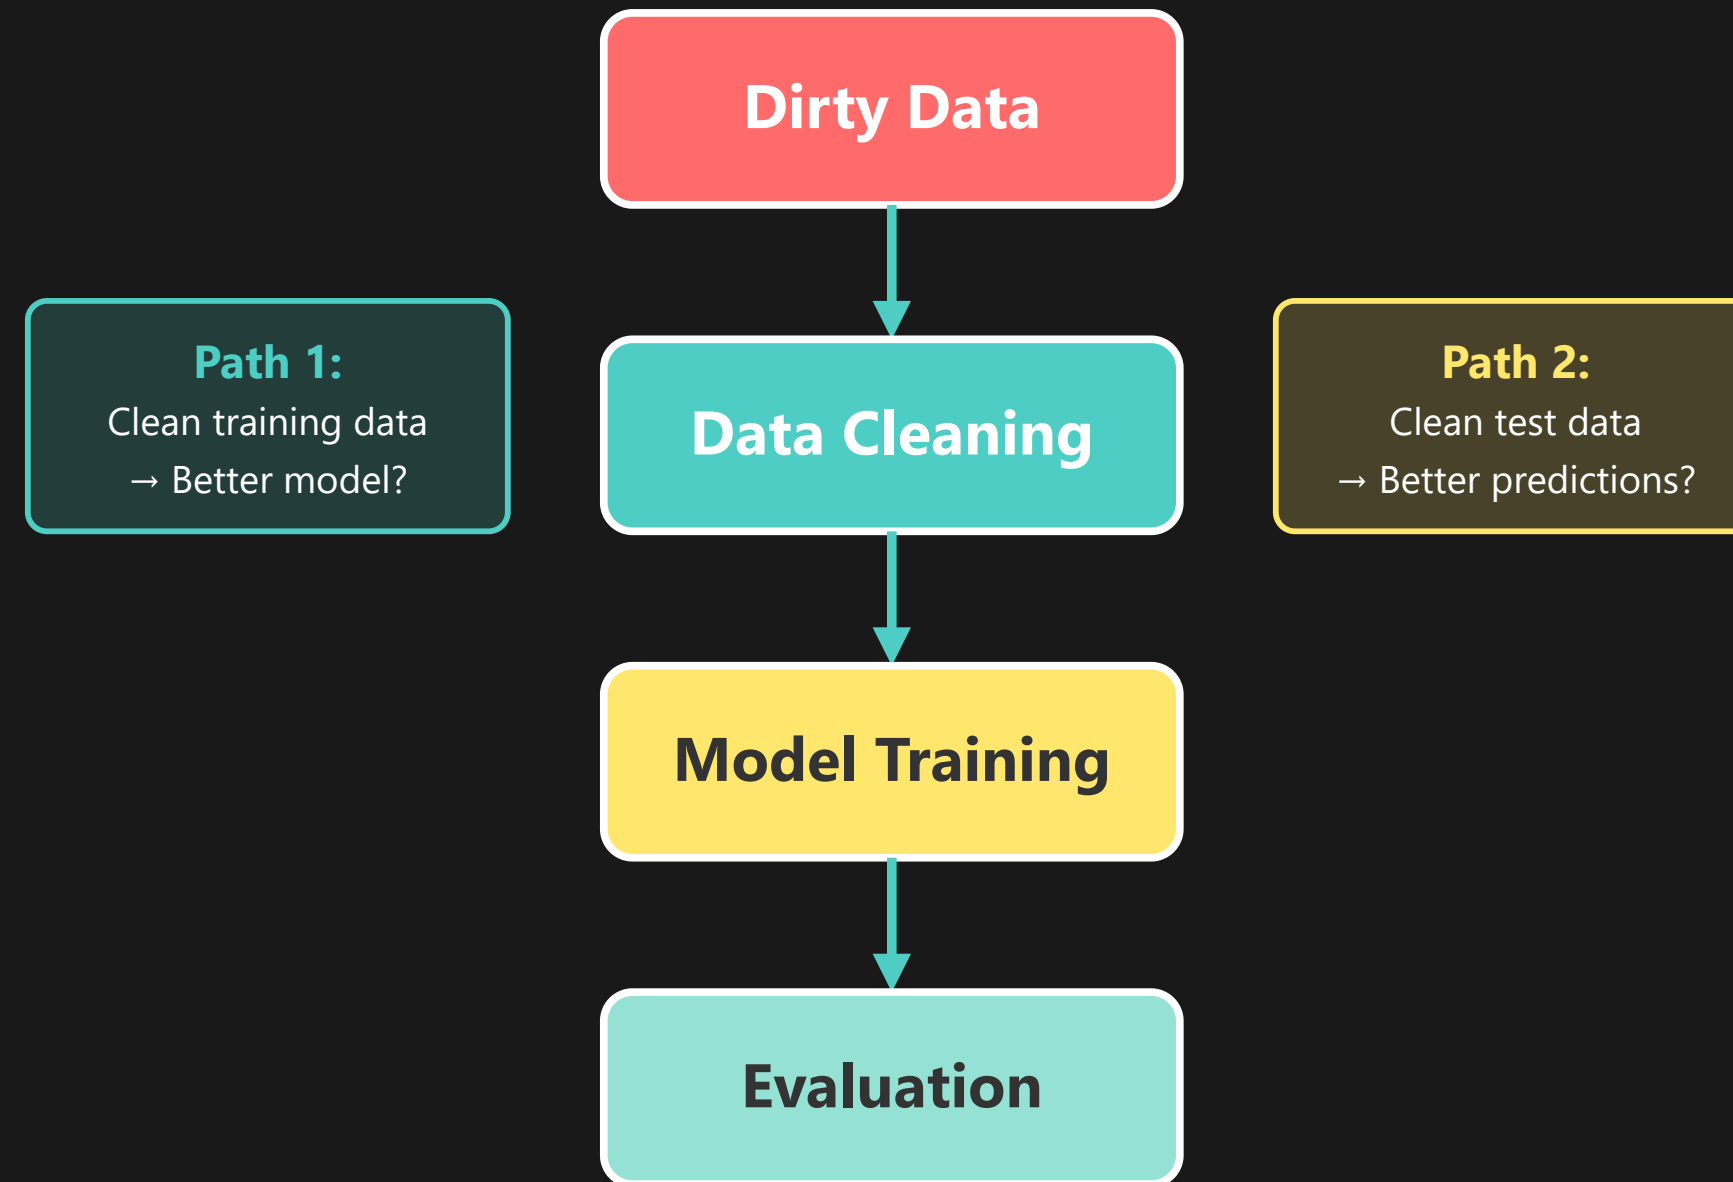 Dirty Data
Path 1:
Clean training data
→ Better model?
Data Cleaning
Path 2:
Clean test data
→ Better predictions?
Model Training
Evaluation